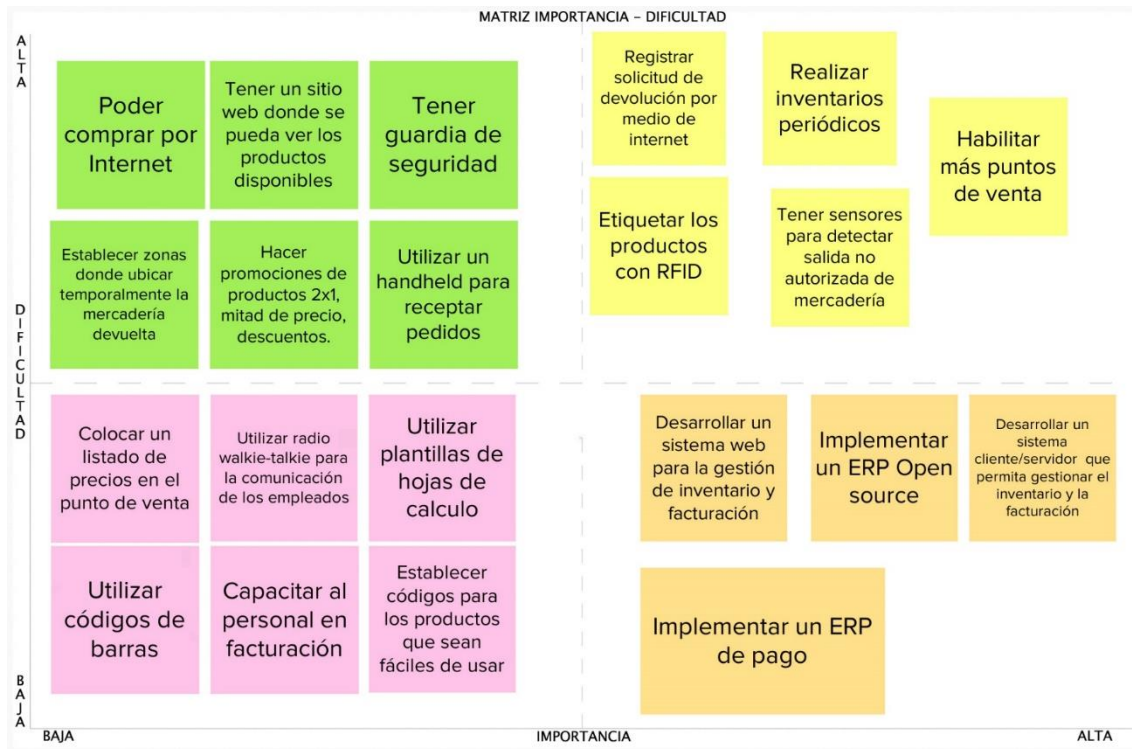 MATRIZ IMPORTANCIA – DIFICULTAD
ALTA
DIFICULTAD
BAJA
Poder
comprar por
Internet
Tener un sitio
web donde se
pueda ver los
productos
disponibles
Tener
guardia de
seguridad
Establecer zonas
donde ubicar
temporalmente la
mercadería
devuelta
Hacer
promociones de
productos 2x1,
mitad de precio,
descuentos.
Utilizar un
handheld para
receptar
pedidos
Registrar
solicitud de
devolución por
medio de
internet
Realizar
inventarios
periódicos
Habilitar
más puntos
de venta
Etiquetar los
productos
con RFID
Tener sensores
para detectar
salida no
autorizada de
mercadería
Colocar un
listado de
precios en el
punto de venta
Utilizar radio
walkie-talkie para
la comunicación
de los empleados
Utilizar
plantillas de
hojas de
calculo
Utilizar
códigos de
barras
Capacitar al
personal en
facturación
Establecer
códigos para
los productos
que sean
fáciles de usar
Desarrollar un
sistema web
para la gestión
de inventario y
facturación
Implementar
un ERP Open
source
Desarrollar un
sistema
cliente/servidor que
permita gestionar el
inventario y la
facturación
Implementar un ERP
de pago
BAJA
IMPORTANCIA
ALTA